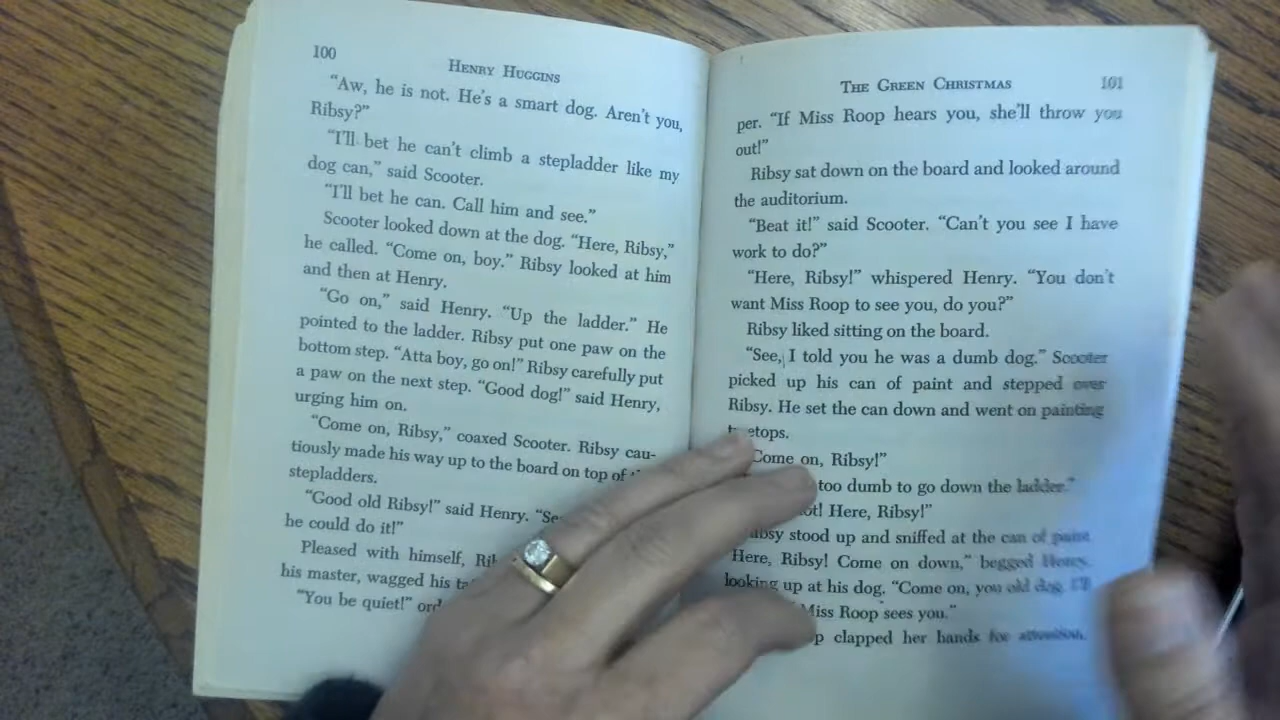 100
HENRY HUGGINS
“Aw, he is not. He's a smart dog. Aren't you,
Ribsy?”
“I'll bet he can't climb a stepladder like my
dog can,” said Scooter.
“I'll bet he can. Call him and see.”
Scooter looked down at the dog. “Here, Ribsy,”
he called. “Come on, boy.” Ribsy looked at him
and then at Henry.
“Go on,” said Henry. “Up the ladder.” He
pointed to the ladder. Ribsy put one paw on the
bottom step. “Atta boy, go on!” Ribsy carefully put
a paw on the next step. “Good dog!” said Henry,
urging him on.
“Come on, Ribsy,” coaxed Scooter. Ribsy cau-
tiously made his way up to the board on top of
stepladders.
“Good old Ribsy!” said Henry.
he could do it!”
Pleased with himself,
his master, wagged his
“You be quiet!”
THE GREEN CHRISTMAS
101
per. “If Miss Roop hears you, she'll throw you
out!”
Ribsy sat down on the board and looked around
the auditorium.
“Beat it!” said Scooter. “Can't you see I have
work to do?”
“Here, Ribsy!” whispered Henry. “You don't
want Miss Roop to see you, do you?”
Ribsy liked sitting on the board.
“See, I told you he was a dumb dog.” Scooter
picked up his can of paint and stepped over
Ribsy. He set the can down and went on painting
“Come on, Ribsy!”
too dumb to go down the ladder.”
Here, Ribsy!”
stood up and sniffed at the can of paint.
Here, Ribsy! Come on down,” begged Henry,
looking up at his dog. “Come on, you old dog. I'll
Miss Roop sees you.”
clapped her hands for attention.